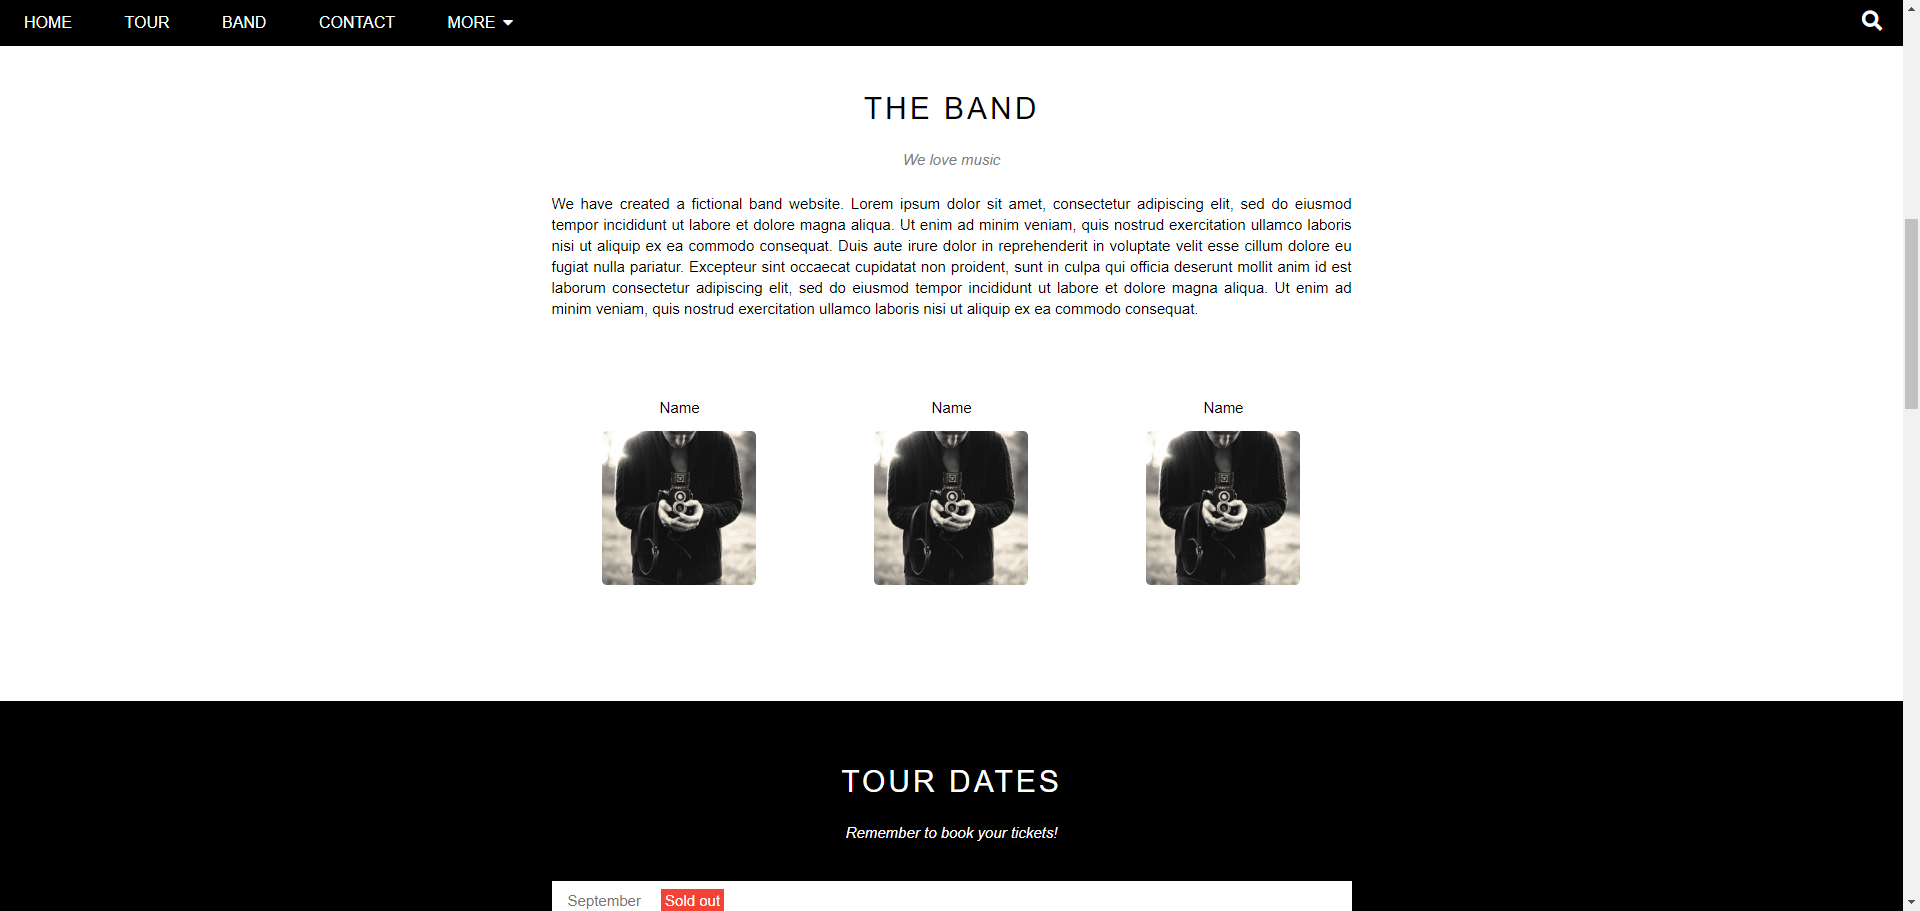 HOME TOUR BAND CONTACT MORE
THE BAND
We love music
We have created a fictional band website. Lorem ipsum dolor sit amet, consectetur adipiscing elit, sed do eiusmod
tempor incididunt ut labore et dolore magna aliqua. Ut enim ad minim veniam, quis nostrud exercitation ullamco laboris
nisi ut aliquip ex ea commodo consequat. Duis aute irure dolor in reprehenderit in voluptate velit esse cillum dolore eu
fugiat nulla pariatur. Excepteur sint occaecat cupidatat non proident, sunt in culpa qui officia deserunt mollit anim id est
laborum consectetur adipiscing elit, sed do eiusmod tempor incididunt ut labore et dolore magna aliqua. Ut enim ad
minim veniam, quis nostrud exercitation ullamco laboris nisi ut aliquip ex ea commodo consequat.
Name Name Name
TOUR DATES
Remember to book your tickets!
September Sold out